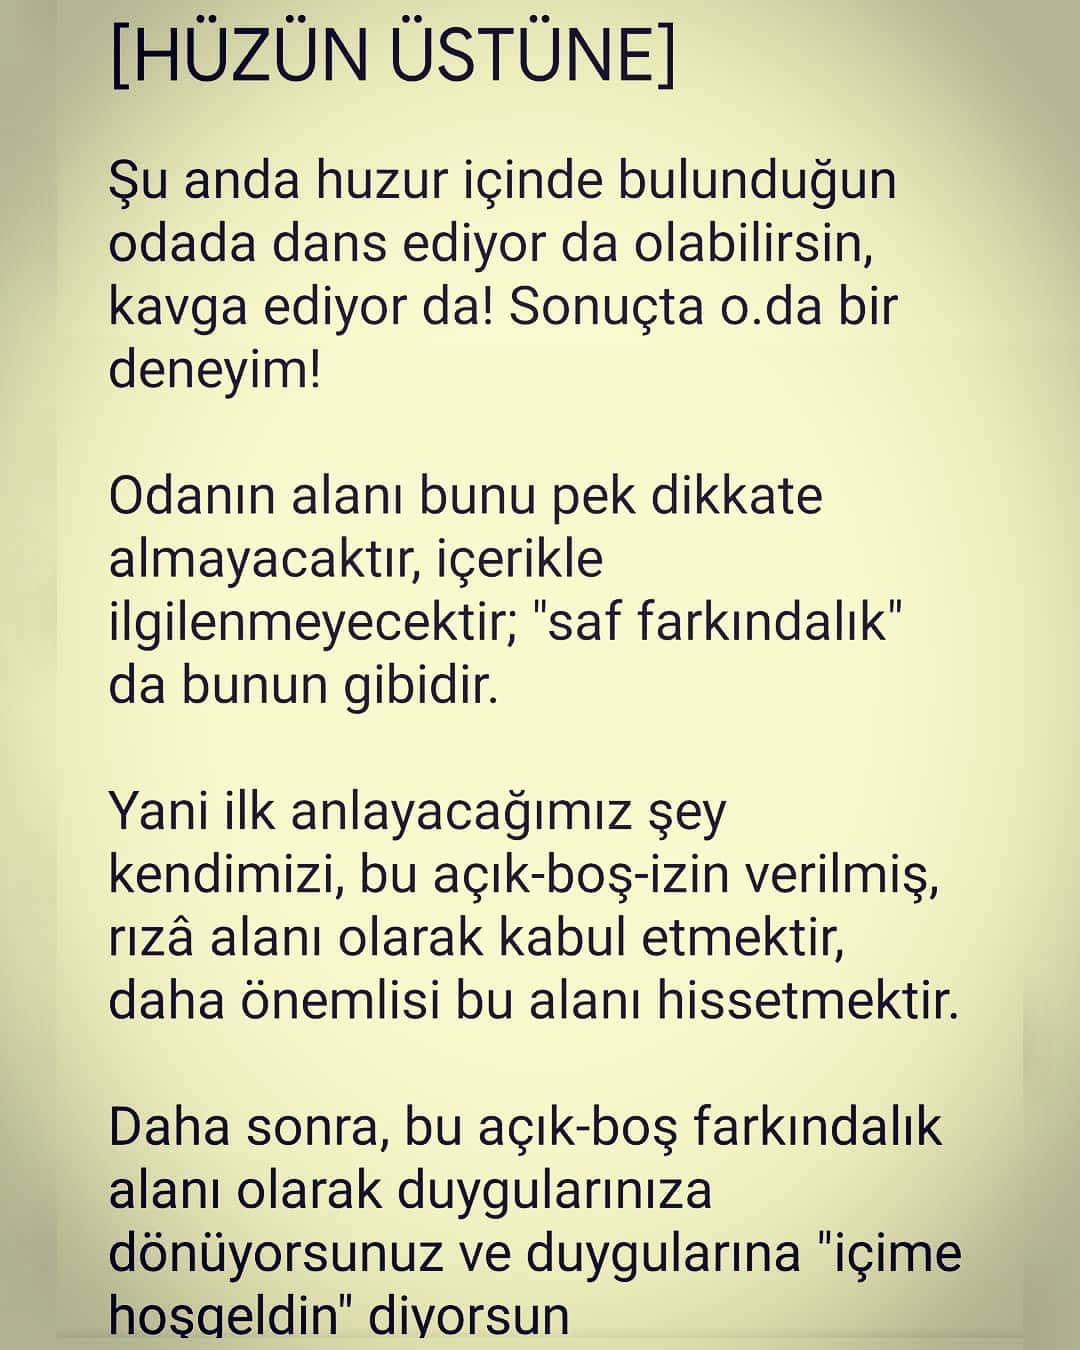 [HÜZÜN ÜSTÜNE]
Şu anda huzur içinde bulunduğun
odada dans ediyor da olabilirsin,
kavga ediyor da! Sonuçta o.da bir
deneyim!
Odanın alanı bunu pek dikkate
almayacaktır, içerikle
ilgilenmeyecektir; "saf farkındalık"
da bunun gibidir.
Yani ilk anlayacağımız şey
kendimizi, bu açık-boş-izin verilmiş,
rızâ alanı olarak kabul etmektir,
daha önemlisi bu alanı hissetmektir.
Daha sonra, bu açık-boş farkındalık
alanı olarak duygularınıza
dönüyorsunuz ve duygularına "içime
hoşgeldin" diyorsun